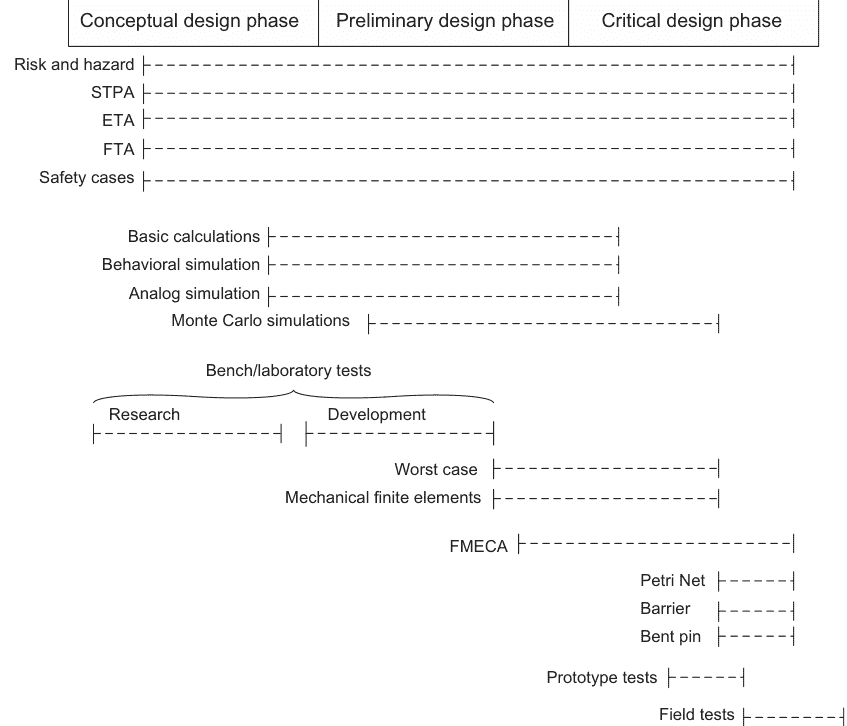 Conceptual design phase
Preliminary design phase
Critical design phase
Risk and hazard
STPA
ETA
FTA
Safety cases
Basic calculations
Behavioral simulation
Analog simulation
Monte Carlo simulations
Bench/laboratory tests
Research
Development
Worst case
Mechanical finite elements
FMECA
Petri Net
Barrier
Bent pin
Prototype tests
Field tests